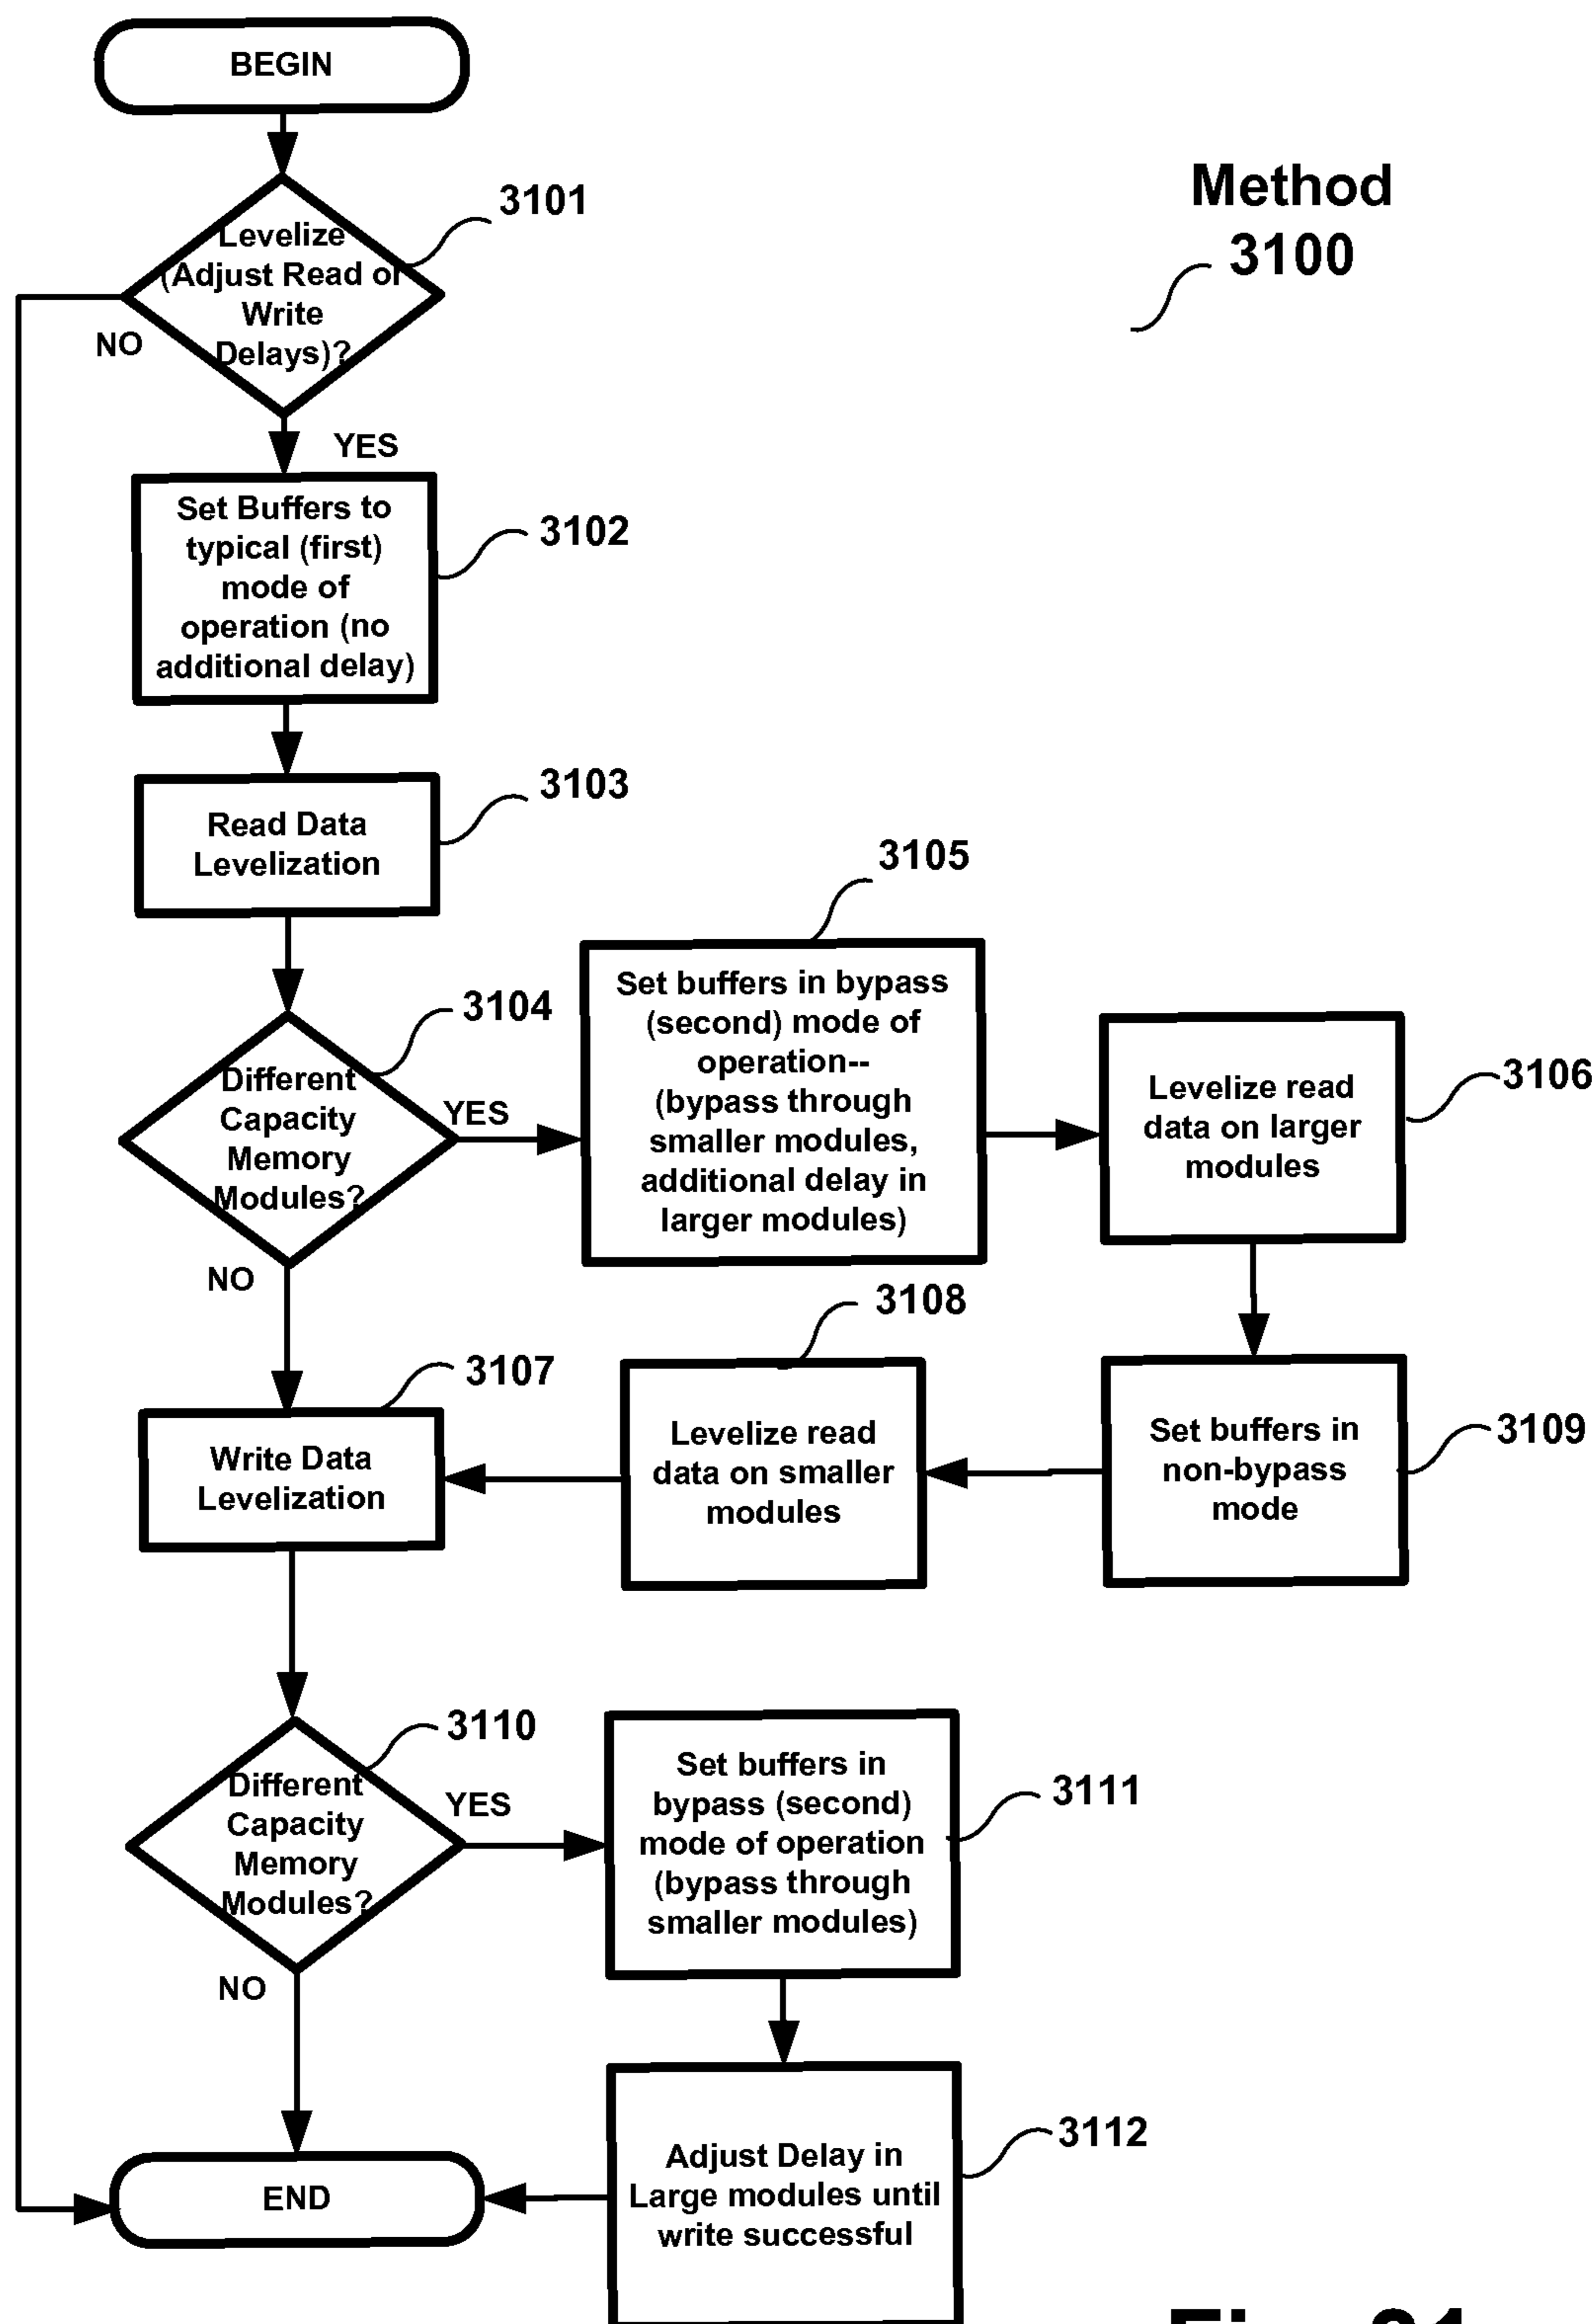 BEGIN
Method
3100
3101
Levelize
(Adjust Read or
Write
Delays)?
NO
YES
Set Buffers to
typical (first)
mode of
operation (no
additional delay)
3102
Read Data
Levelization
3103
3104
Different
Capacity
Memory
Modules?
YES
NO
3105
Set buffers in bypass
(second) mode of
operation--
(bypass through
smaller modules,
additional delay in
larger modules)
Levelize read
data on larger
modules
3106
3107
Write Data
Levelization
3108
Levelize read
data on smaller
modules
Set buffers in
non-bypass
mode
3109
3110
Different
Capacity
Memory
Modules?
YES
NO
Set buffers in
bypass (second)
mode of operation
(bypass through
smaller modules)
3111
END
Adjust Delay in
Large modules until
write successful
3112